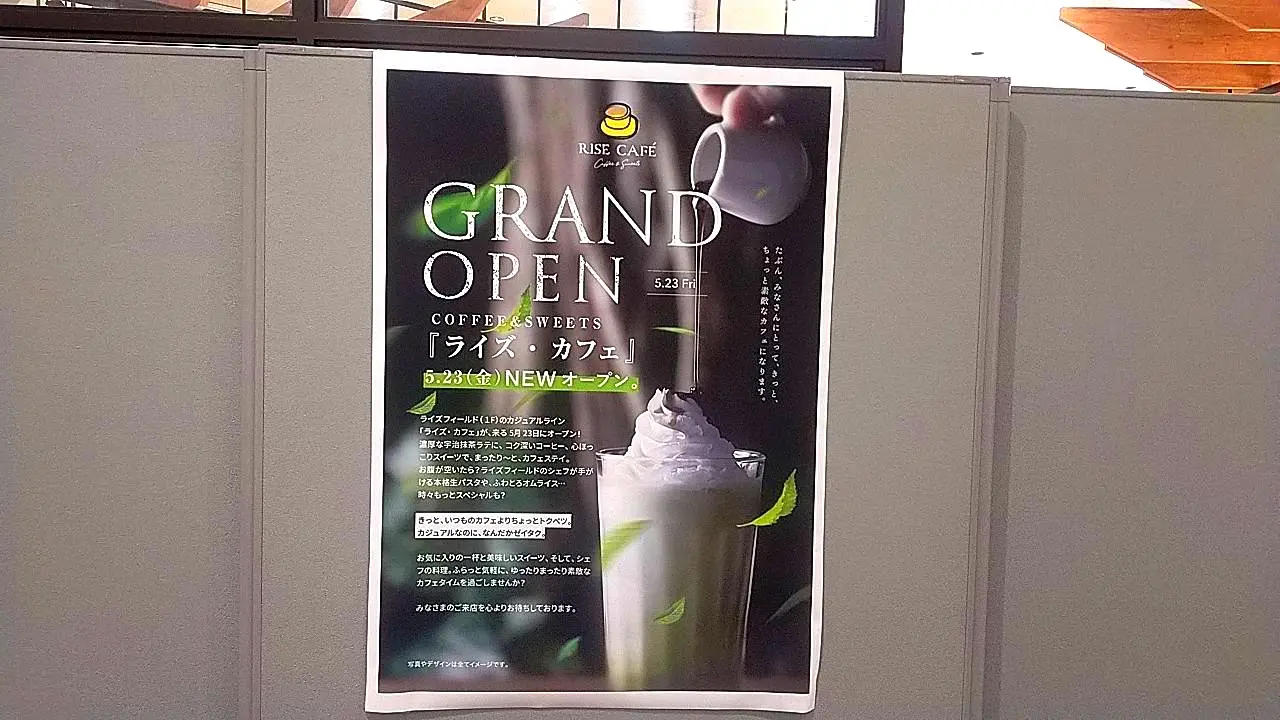 RISE CAFÉ
Coffee & Sweets
GRAND
OPEN
5.23 Fri
COFFEE&SWEETS
『ライズ・カフェ』
5.23(金)NEWオープン。
たぶん、みなさんにとって、きっと、
ちょっと素敵なカフェになります。
ライズフィールド(1F)のカジュアルライン
「ライズ・カフェ」が、来る5月23日にオープン!
濃厚な宇治抹茶ラテに、コク深いコーヒー、心ほっ
こりスイーツで、まったり〜と、カフェステイ。
お腹が空いたら?ライズフィールドのシェフが手が
ける本格生パスタや、ふわとろオムライス…
時々もっとスペシャルも?
きっと、いつものカフェよりちょっとトクベツ。
カジュアルなのに、なんだかゼイタク。
お気に入りの一杯と美味しいスイーツ、そして、シェ
フの料理。ふらっと気軽に、ゆったりまったり素敵な
カフェタイムを過ごしませんか?
みなさまのご来店を心よりお待ちしております。
写真やデザインは全てイメージです。